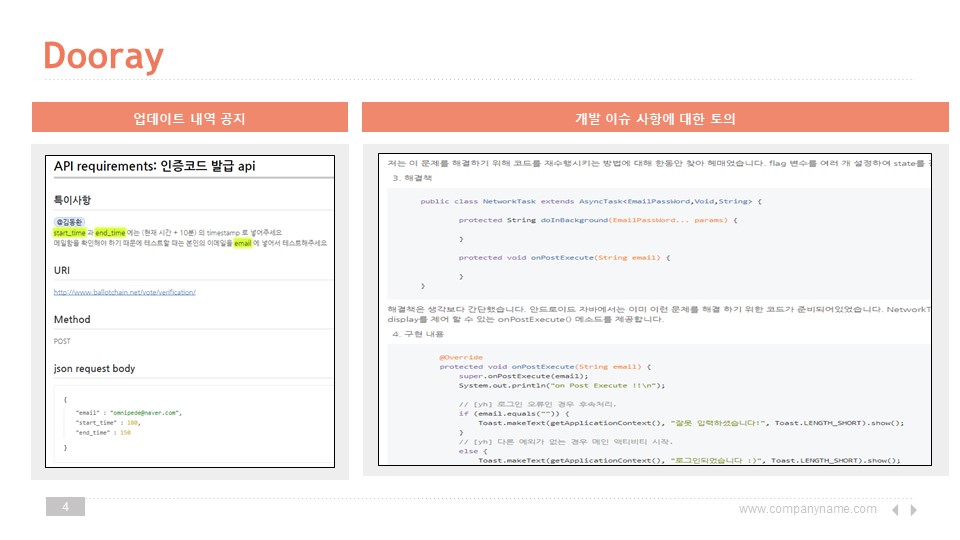 Dooray
업데이트 내역 공지
개발 이슈 사항에 대한 토의
API requirements: 인증코드 발급 api
특이사항
@김동환
start_time 과 end_time 에는 (현재 시간 + 10분) 의 timestamp 로 넣어주세요
메일함을 확인해야 하기 때문에 테스트할 때는 본인의 이메일을 email 에 넣어서 테스트해주세요
URI
http://www.ballotchain.net/vote/verification/
Method
POST
json request body
{
"email" : "omnipede@naver.com",
"start_time" : 100,
"end_time" : 150
}
저는 이 문제를 해결하기 위해 코드를 재수행시키는 방법에 대해 한동안 찾아 헤매었습니다. flag 변수를 여러 개 설정하여 state를
3. 해결책
public class NetworkTask extends AsyncTask<EmailPassWord,Void,String> {
protected String doInBackground(EmailPassWord... params) {
}
protected void onPostExecute(String email) {
}
}
해결책은 생각보다 간단했습니다. 안드로이드 자바에서는 이미 이런 문제를 해결 하기 위한 코드가 준비되어있었습니다. NetworkT
display를 제어 할 수 있는 onPostExecute() 메소드를 제공합니다.
4. 구현 내용
@Override
protected void onPostExecute(String email) {
super.onPostExecute(email);
System.out.println("on Post Execute !!\n");
// [yh] 로그인 오류인 경우 후속처리.
if (email.equals("")) {
Toast.makeText(getApplicationContext(), "잘못 입력하셨습니다!", Toast.LENGTH_SHORT).show();
}
// [yh] 다른 예외가 없는 경우 메인 액티비티 시작.
else {
Toast.makeText(getApplicationContext(), "로그인되었습니다 :)", Toast.LENGTH_SHORT).show();
4
www.companyname.com